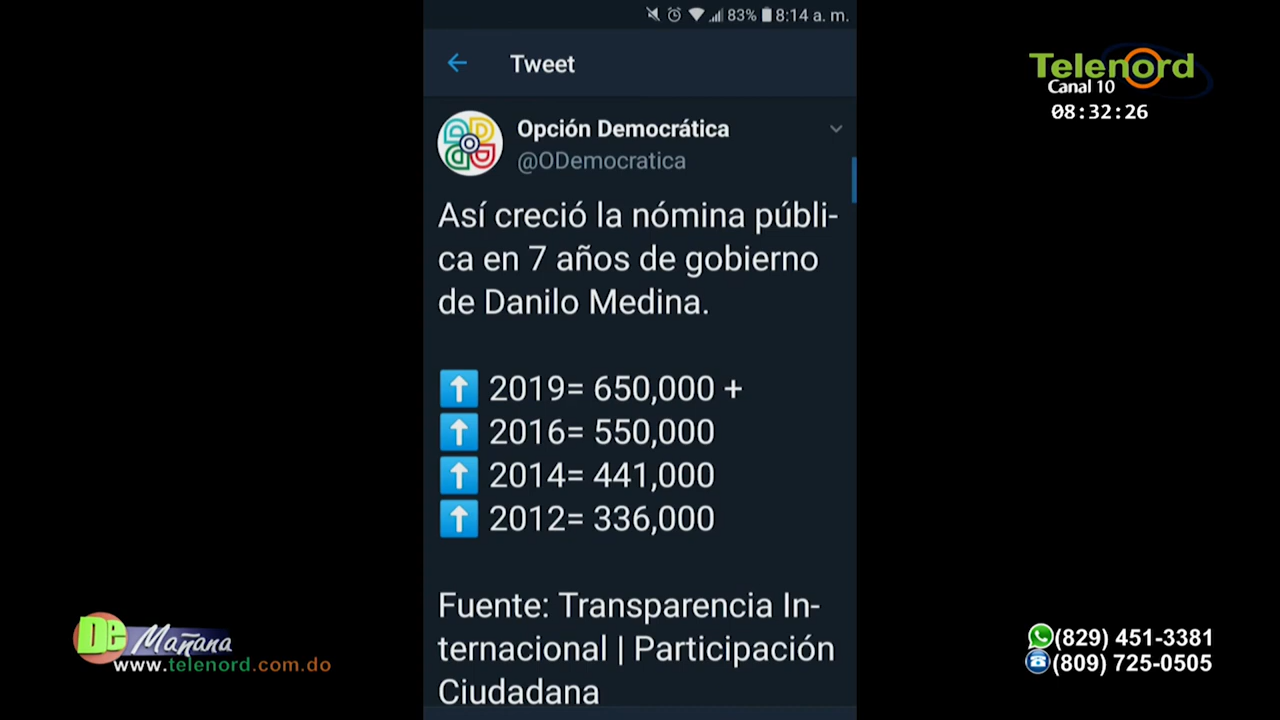 83% 8:14 a. m.
Tweet
Telenord
Canal 10
08:32:26
Opción Democrática
@ODemocratica
Así creció la nómina públi-
ca en 7 años de gobierno
de Danilo Medina.
2019= 650,000 +
2016= 550,000
2014= 441,000
2012= 336,000
Fuente: Transparencia In-
ternacional | Participación
Ciudadana
De Mañana
www.telenord.com.do
(829) 451-3381
(809) 725-0505